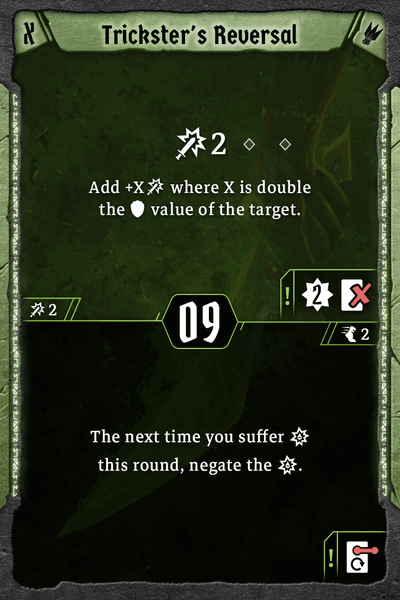 X
Trickster's Reversal
2
Add +X where X is double
the value of the target.
! 2
2
09
2
The next time you suffer
this round, negate the .
!